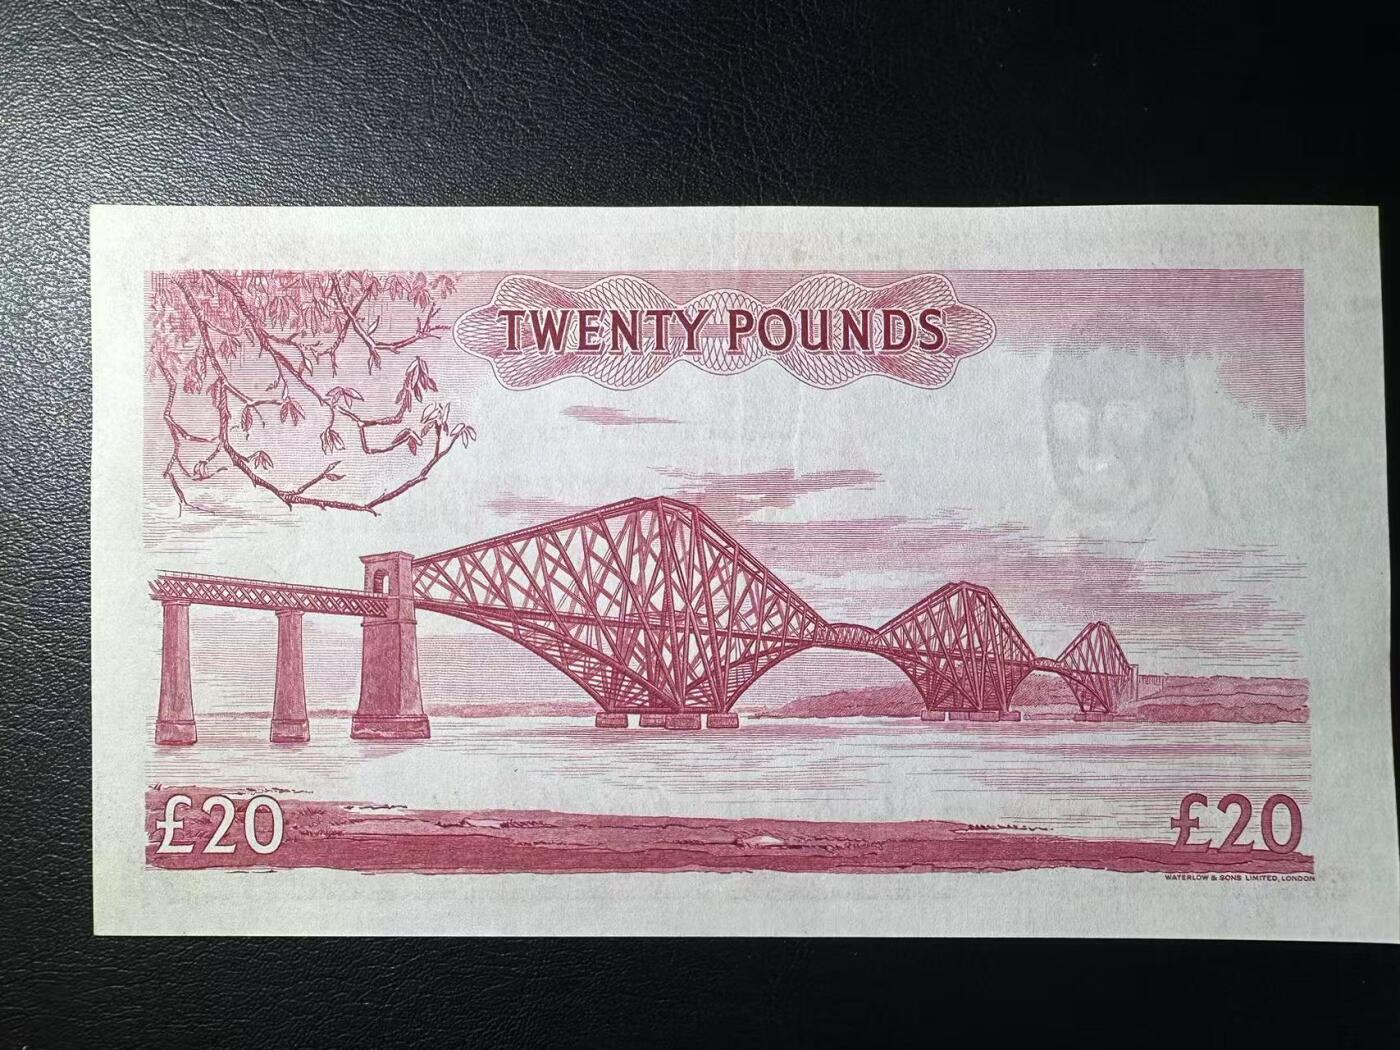 TWENTY POUNDS
£20
£20
WATERLOW & SONS LIMITED, LONDON